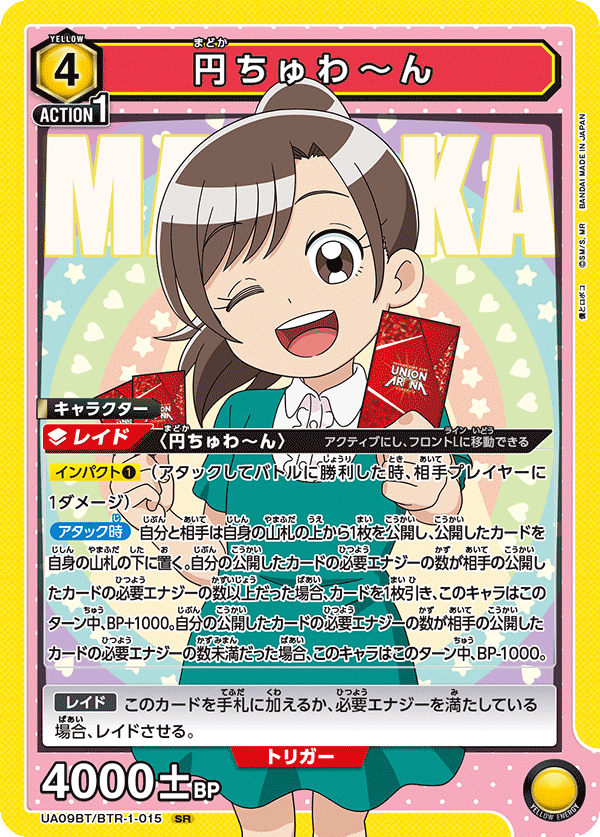 YELLOW
4
ACTION1
まどか
円ちゅわ～ん
BANDAI MADE IN JAPAN
©SM/S, MR
僕とロボコ
MA KA
UNION ARENA
UNION ARENA
キャラクター
レイド 〈円ちゅわ～ん〉 アクティブにし、フロントLに移動できる
インパクト❶ (アタックしてバトルに勝利した時、相手プレイヤーに
1ダメージ)
アタック時 自分と相手は自身の山札の上から1枚を公開し、公開したカードを
自身の山札の下に置く。自分の公開したカードの必要エナジーの数が相手の公開し
たカードの必要エナジーの数以上だった場合、カードを1枚引き、このキャラはこの
ターン中、BP+1000。自分の公開したカードの必要エナジーの数が相手の公開した
カードの必要エナジーの数未満だった場合、このキャラはこのターン中、BP-1000。
レイド このカードを手札に加えるか、必要エナジーを満たしている
場合、レイドさせる。
トリガー
4000±BP
UA09BT/BTR-1-015 SR
YELLOW ENERGY